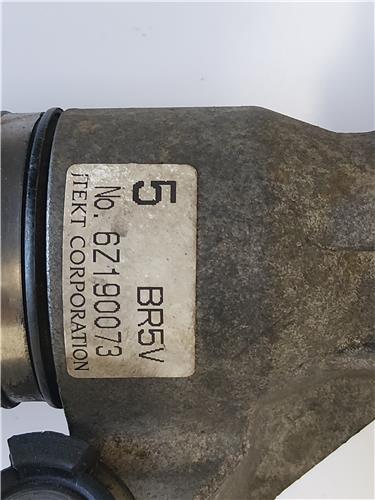 5 BR5V
No. 6Z190073
JTEKT CORPORATION